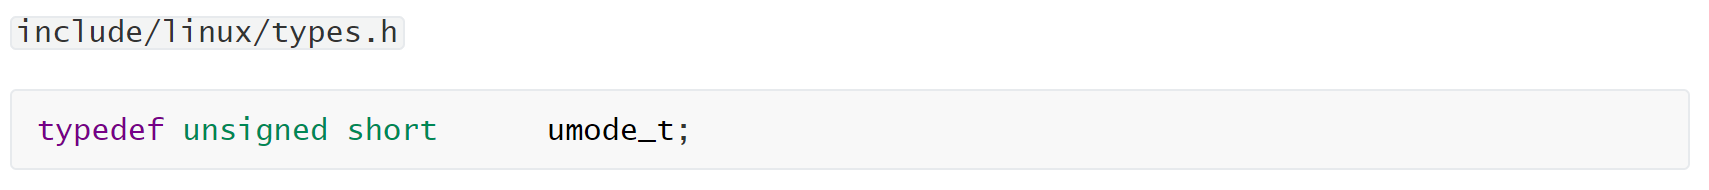 include/linux/types.h
typedef unsigned short      umode_t;